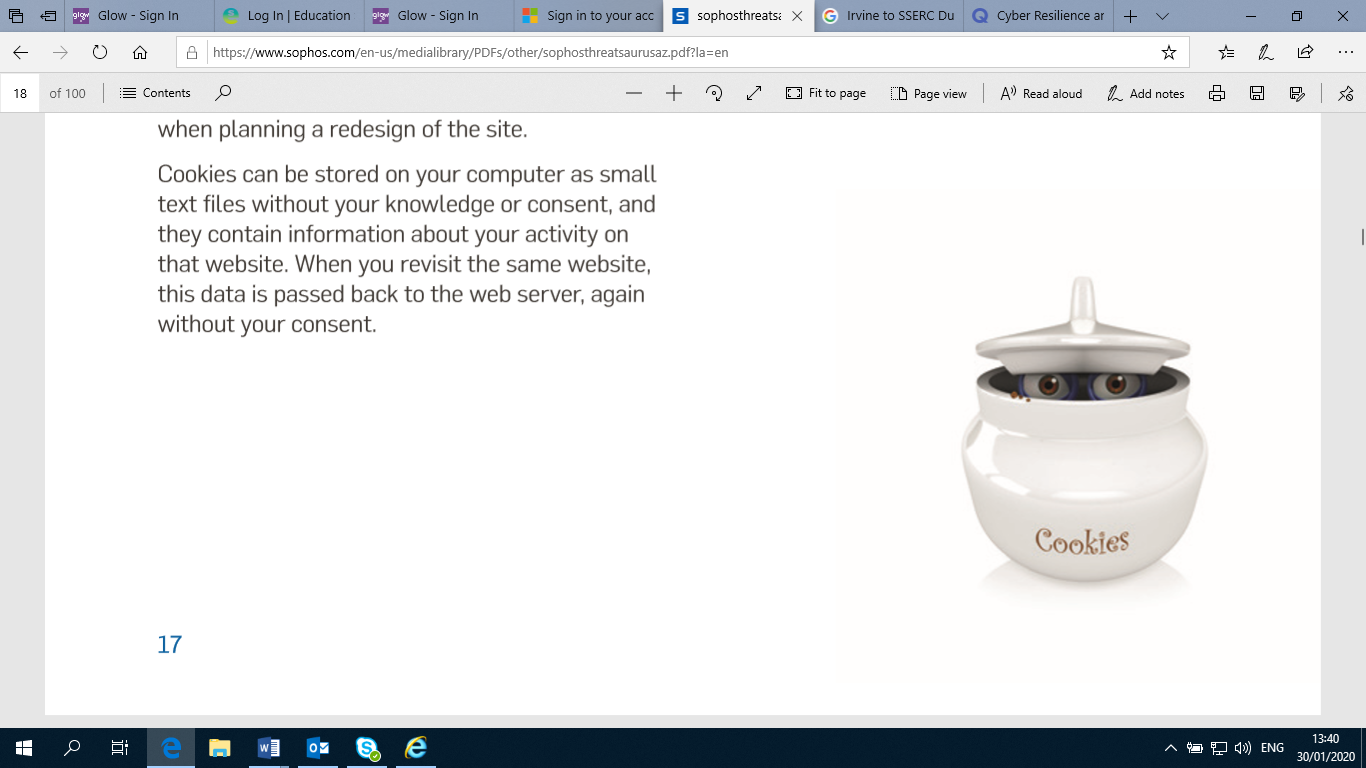 Glow - Sign In
Log In | Education
Glow - Sign In
Sign in to your acc
sophosthreatsa
Irvine to SSERC Du
Cyber Resilience ar
https://www.sophos.com/en-us/medialibrary/PDFs/other/sophosthreatsaurusaz.pdf?la=en
18 of 100
Contents
Fit to page
Page view
Read aloud
Add notes
when planning a redesign of the site.
Cookies can be stored on your computer as small
text files without your knowledge or consent, and
they contain information about your activity on
that website. When you revisit the same website,
this data is passed back to the web server, again
without your consent.
Cookies
17
ENG
13:40
30/01/2020